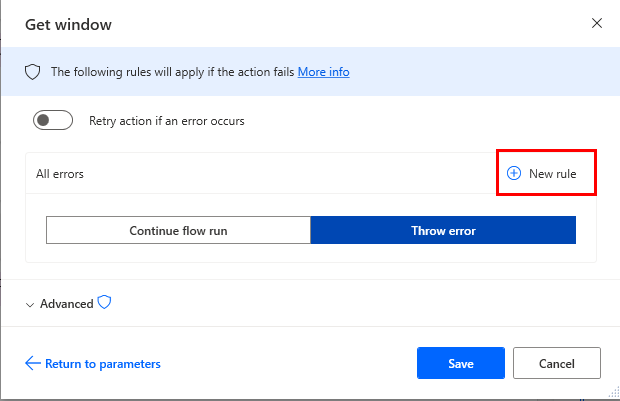 Get window
The following rules will apply if the action fails More info
Retry action if an error occurs
All errors
New rule
Continue flow run
Throw error
Advanced
Return to parameters
Save
Cancel